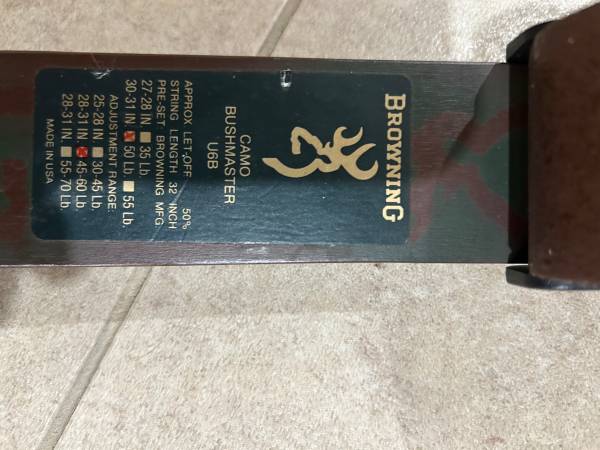 BROWNING
CAMO
BUSHMASTER
U6B
APPROX LET-OFF 50%
STRING LENGTH 32 INCH
PRE-SET BROWNING MFG
27-28 IN 35 Lb.
30-31 IN 50 Lb. 55 Lb.
ADJUSTMENT RANGE:
25-28 IN 30-45 Lb.
28-31 IN 45-60 Lb.
28-31 IN 55-70 Lb.
MADE IN USA